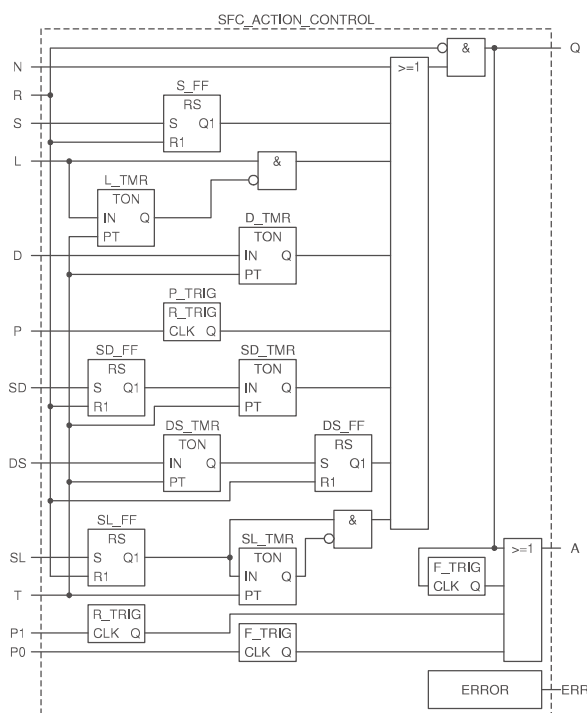 SFC_ACTION_CONTROL
& Q
N >=1
R
S_FF
RS
S S Q1
R1
L &
L_TMR
TON
IN Q
PT
D_TMR
TON
D IN Q
PT
P_TRIG
R_TRIG
P CLK Q
SD_FF SD_TMR
RS TON
SD S Q1 IN Q
R1 PT
DS_TMR DS_FF
TON RS
DS IN Q S Q1
PT R1
SL_FF &
RS SL_TMR
SL S Q1 TON >=1 A
R1 IN Q F_TRIG
T PT CLK Q
R_TRIG
P1 CLK Q F_TRIG
P0 CLK Q
ERROR ERR